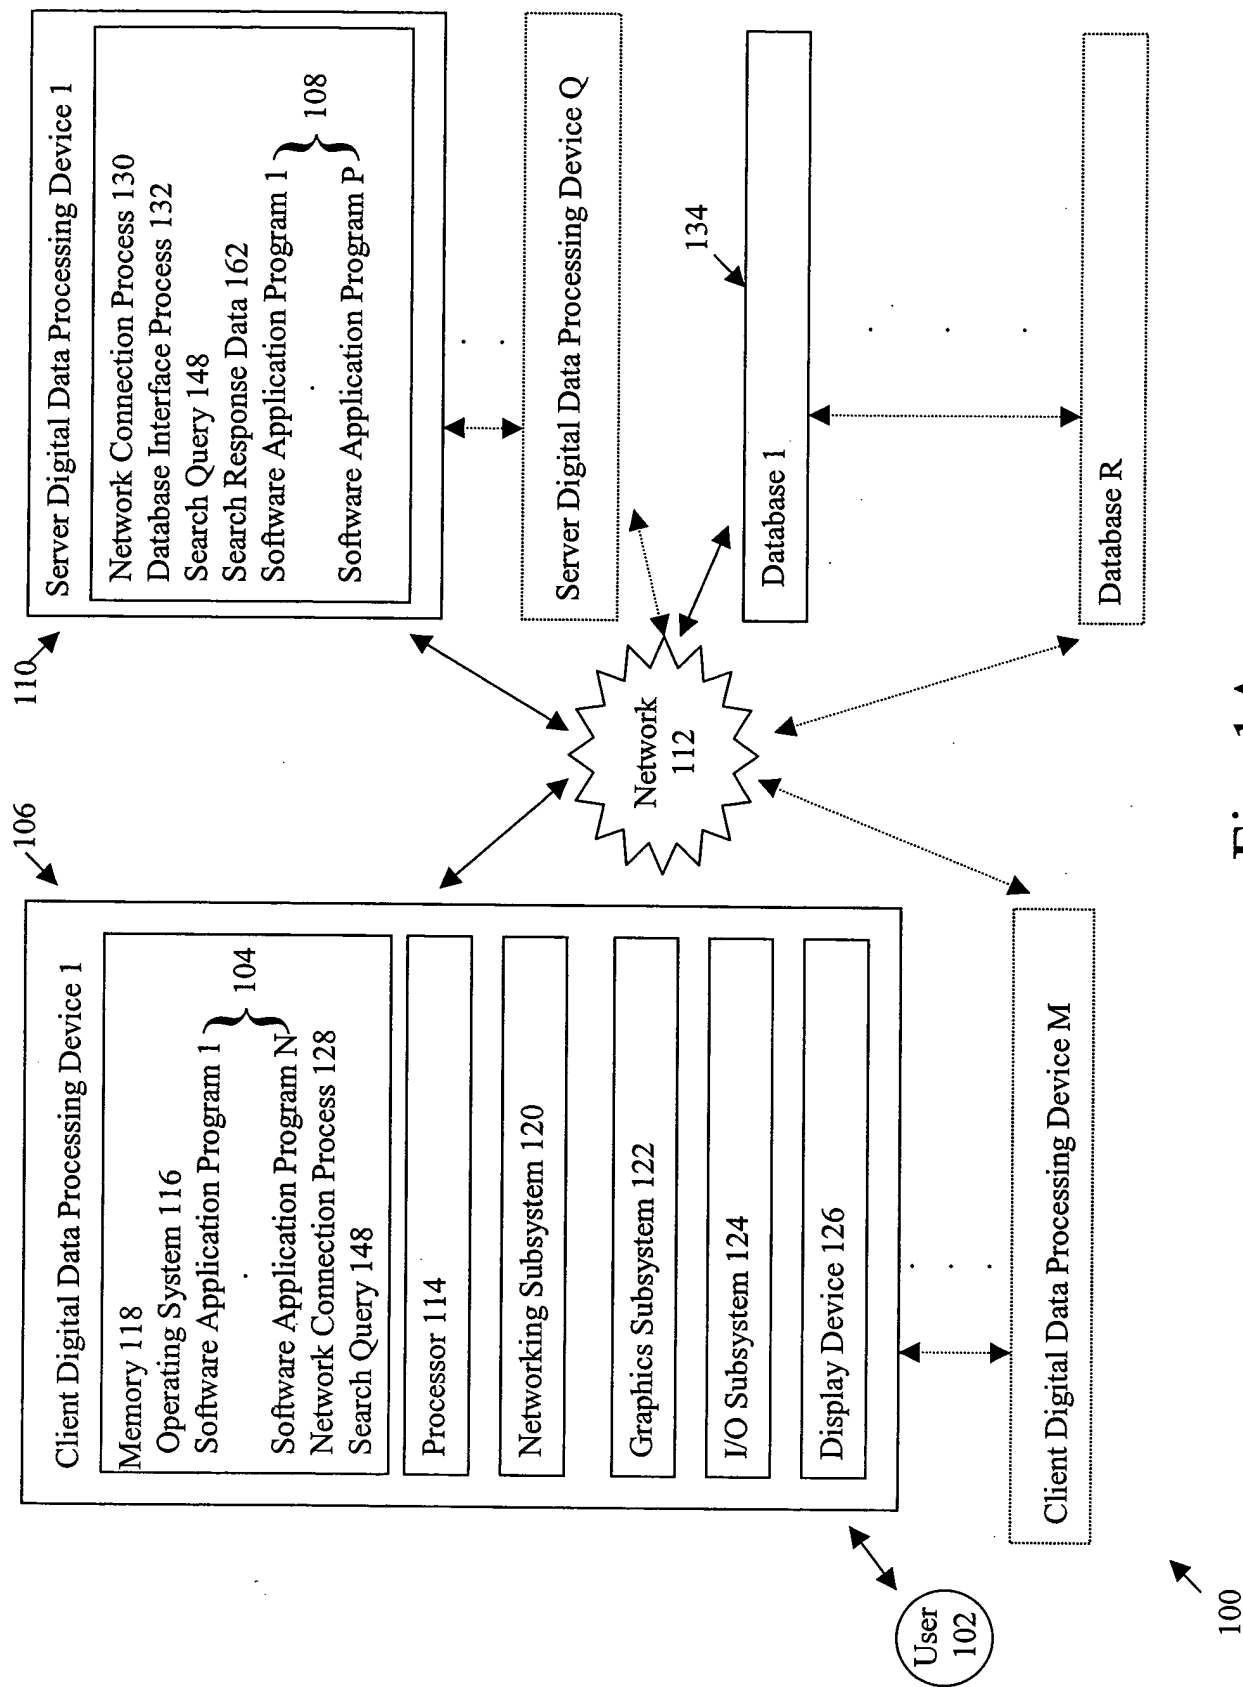 106
Client Digital Data Processing Device 1
Memory 118
Operating System 116
Software Application Program 1
.
Software Application Program N
104
Network Connection Process 128
Search Query 148
Processor 114
Networking Subsystem 120
Graphics Subsystem 122
I/O Subsystem 124
Display Device 126
. . .
Client Digital Data Processing Device M
User
102
100
Network
112
110
Server Digital Data Processing Device 1
Network Connection Process 130
Database Interface Process 132
Search Query 148
Search Response Data 162
Software Application Program 1
.
Software Application Program P
108
. .
Server Digital Data Processing Device Q
134
Database 1
. . .
Database R